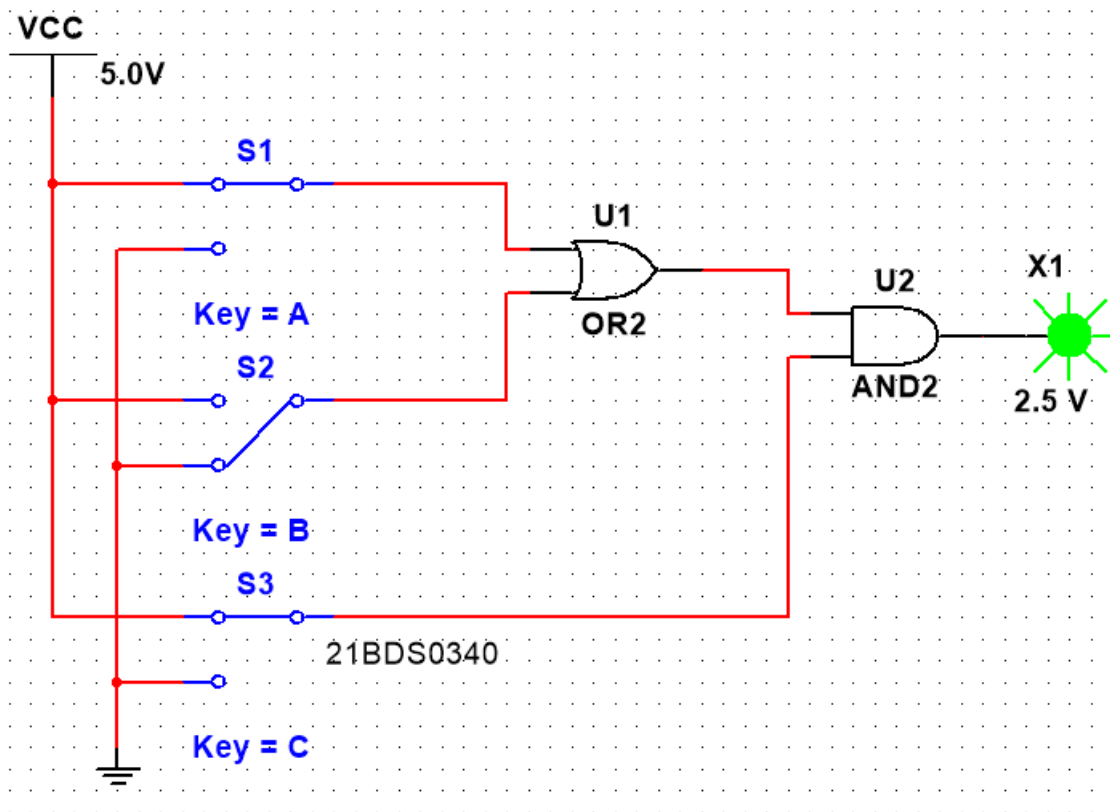 VCC
5.0V
S1
U1
Key = A
OR2
S2
U2
X1
AND2
2.5 V
Key = B
S3
21BDS0340
Key = C